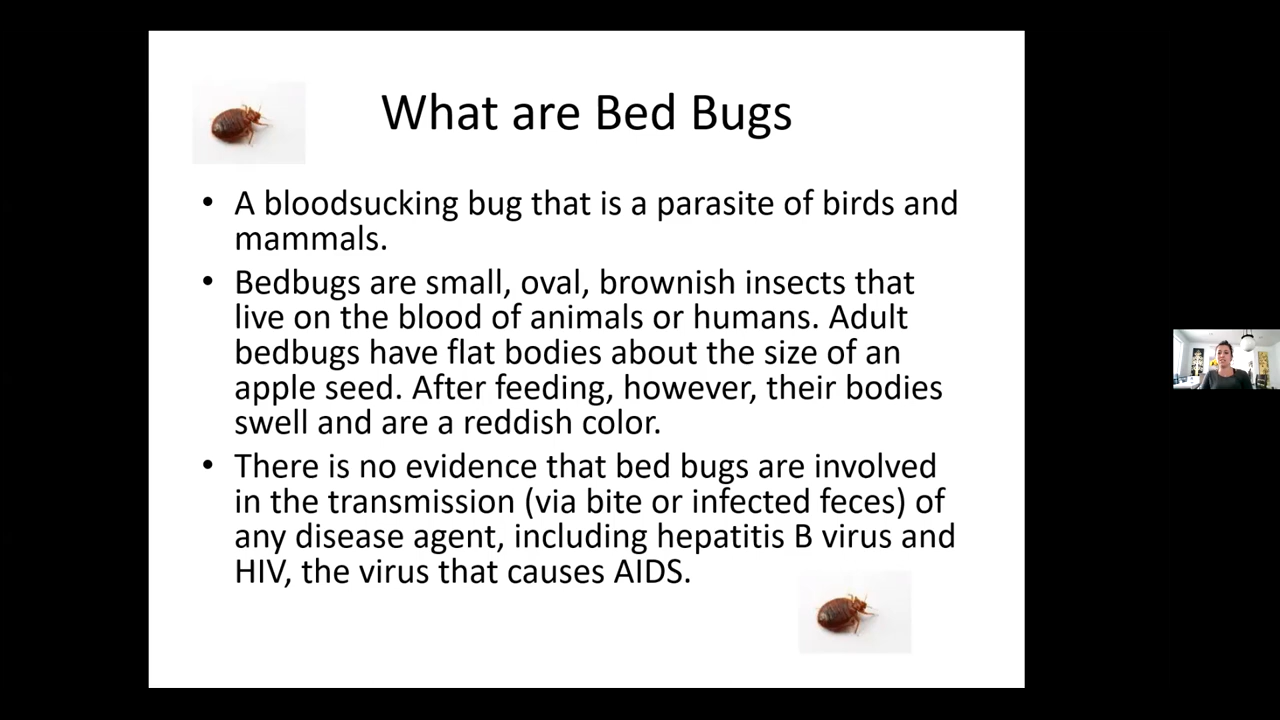 What are Bed Bugs
• A bloodsucking bug that is a parasite of birds and
mammals.
• Bedbugs are small, oval, brownish insects that
live on the blood of animals or humans. Adult
bedbugs have flat bodies about the size of an
apple seed. After feeding, however, their bodies
swell and are a reddish color.
• There is no evidence that bed bugs are involved
in the transmission (via bite or infected feces) of
any disease agent, including hepatitis B virus and
HIV, the virus that causes AIDS.